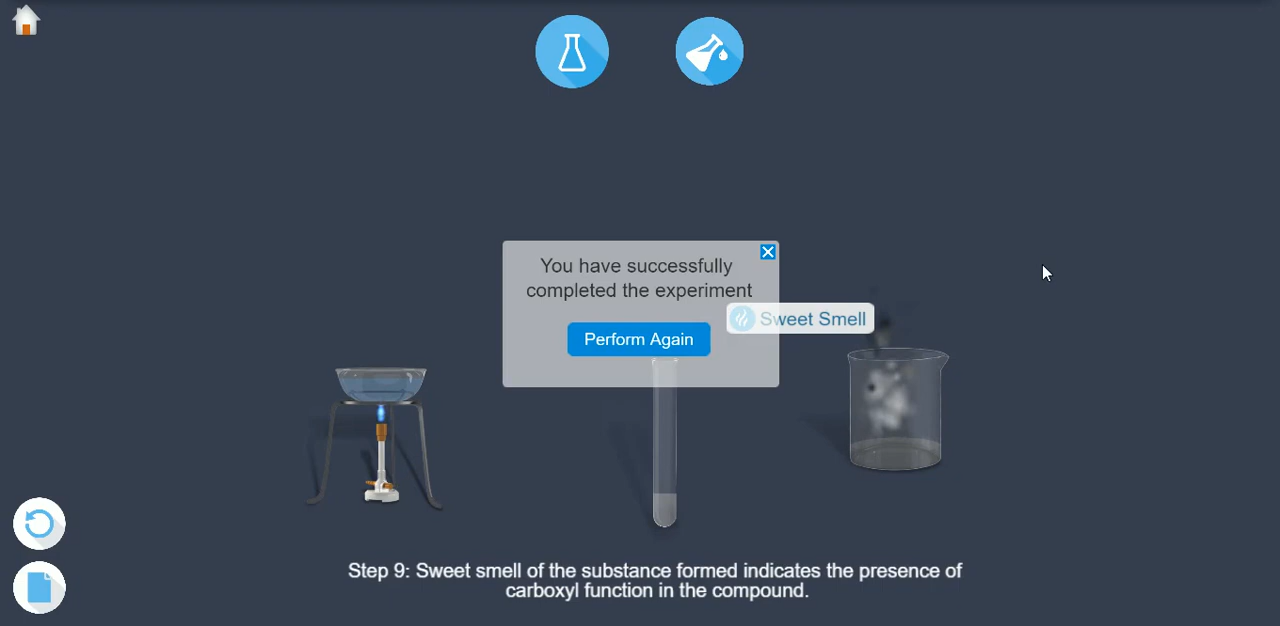 You have successfully
completed the experiment
Sweet Smell
Perform Again
Step 9: Sweet smell of the substance formed indicates the presence of
carboxyl function in the compound.